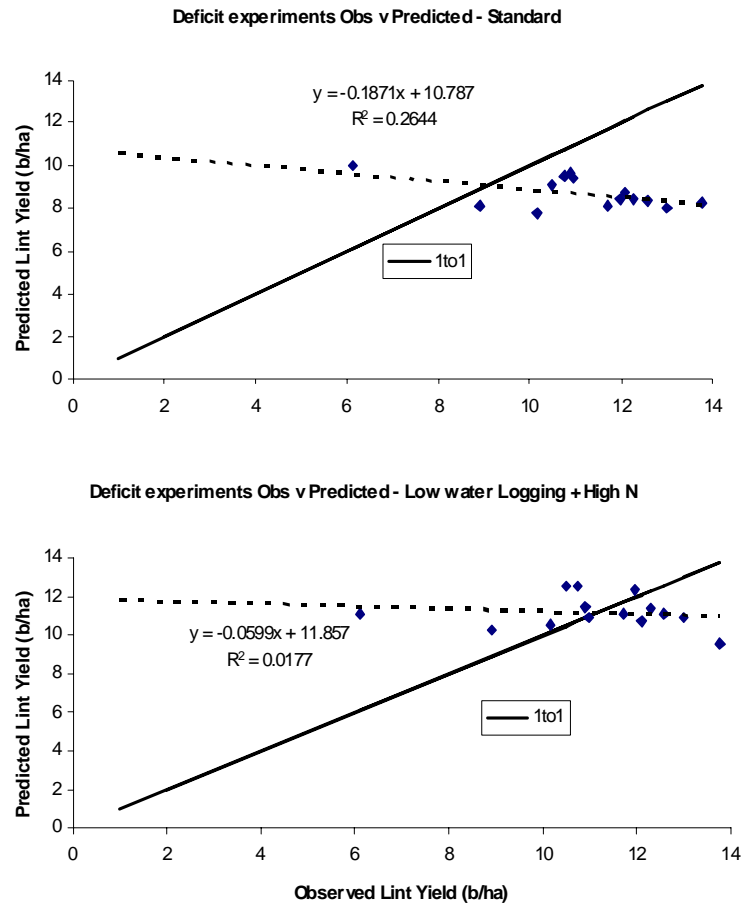 Deficit experiments Obs v Predicted - Standard
Predicted Lint Yield (b/ha)
14
12
10
8
6
4
2
0
y = -0.1871x + 10.787
R² = 0.2644
1to1
0 2 4 6 8 10 12 14
Deficit experiments Obs v Predicted - Low water Logging + High N
Predicted Lint Yield (b/ha)
14
12
10
8
6
4
2
0
y = -0.0599x + 11.857
R² = 0.0177
1to1
0 2 4 6 8 10 12 14
Observed Lint Yield (b/ha)